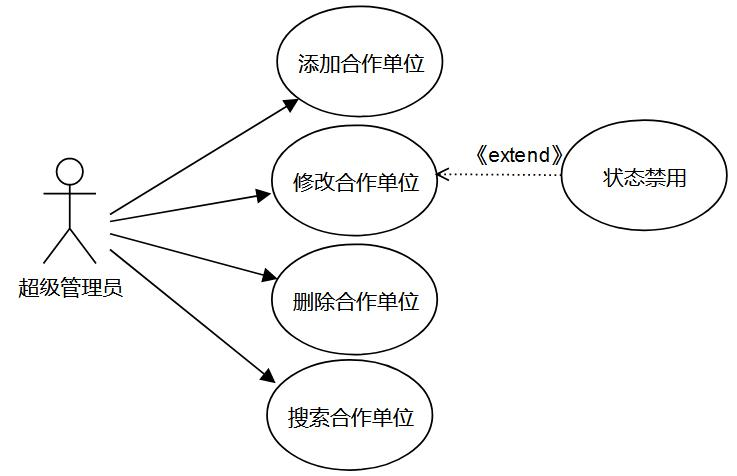 添加合作单位
修改合作单位
《extend》
状态禁用
超级管理员
删除合作单位
搜索合作单位